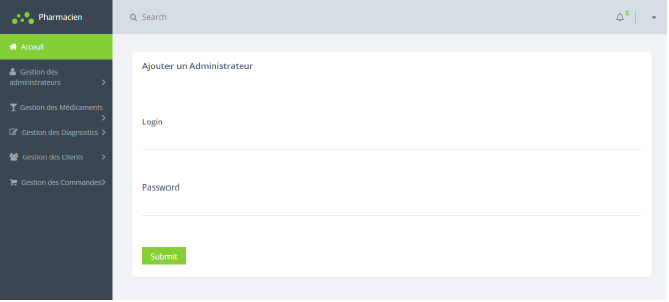 Pharmacien
Search
8
Acceuil
Gestion des
administrateurs
Gestion des Médicaments
Gestion des Diagnostics
Gestion des Clients
Gestion des Commandes
Ajouter un Administrateur
Login
Password
Submit